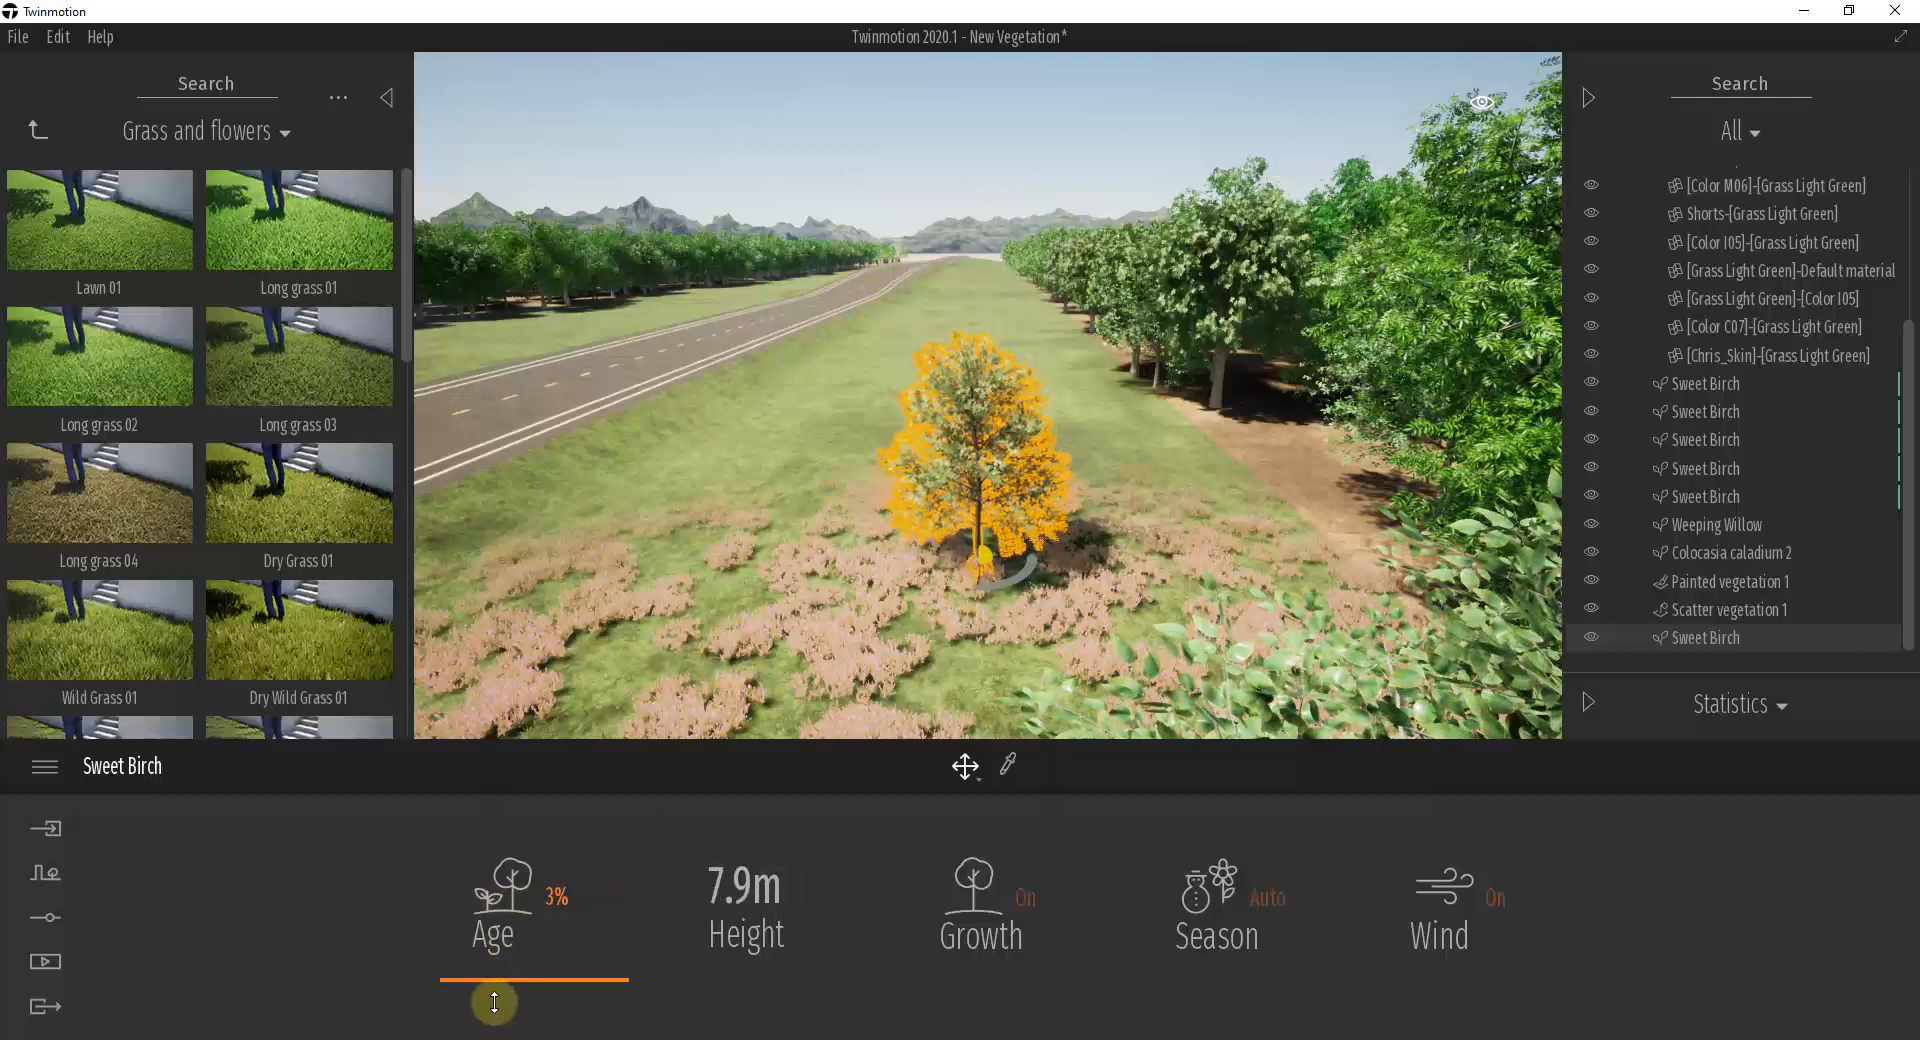 Twinmotion
File Edit Help
Twinmotion 2020.1 - New Vegetation*
Search
...
Grass and flowers
Lawn 01
Long grass 01
Long grass 02
Long grass 03
Long grass 04
Dry Grass 01
Wild Grass 01
Dry Wild Grass 01
Search
All
[Color M06]-[Grass Light Green]
Shorts-[Grass Light Green]
[Color I05]-[Grass Light Green]
[Grass Light Green]-Default material
[Grass Light Green]-[Color I05]
[Color C07]-[Grass Light Green]
[Chris_Skin]-[Grass Light Green]
Sweet Birch
Sweet Birch
Sweet Birch
Sweet Birch
Sweet Birch
Weeping Willow
Colocasia caladium 2
Painted vegetation 1
Scatter vegetation 1
Sweet Birch
Statistics
Sweet Birch
3%
Age
7.9m
Height
On
Growth
Auto
Season
On
Wind